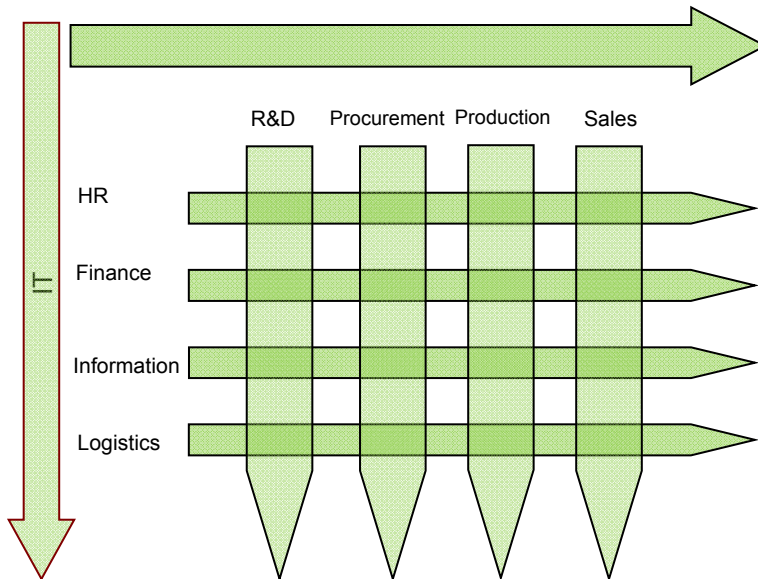 R&D Procurement Production Sales
HR
Finance
IT
Information
Logistics